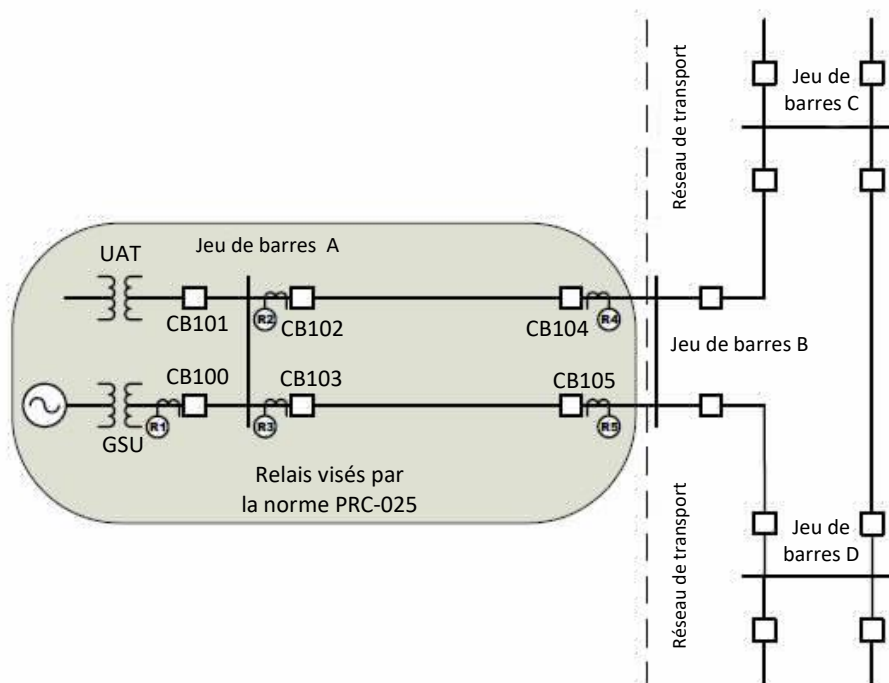 Réseau de transport
Jeu de
barres C
UAT
Jeu de barres A
CB101
R2
CB102
CB104
R4
Jeu de barres B
CB100
CB103
CB105
R1
GSU
R3
R5
Relais visés par
la norme PRC-025
Réseau de transport
Jeu de
barres D